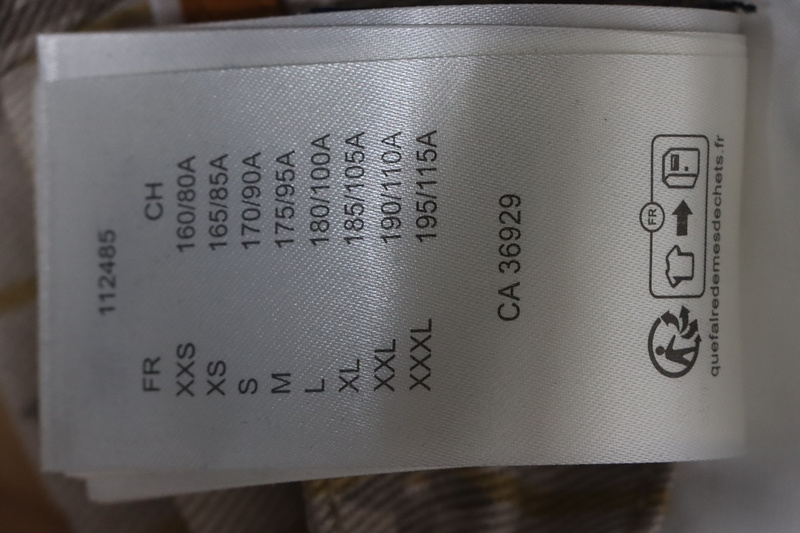 112485
FR CH
XXS 160/80A
XS 165/85A
S 170/90A
M 175/95A
L 180/100A
XL 185/105A
XXL 190/110A
XXXL 195/115A
CA 36929
FR
quefairedemesdechets.fr